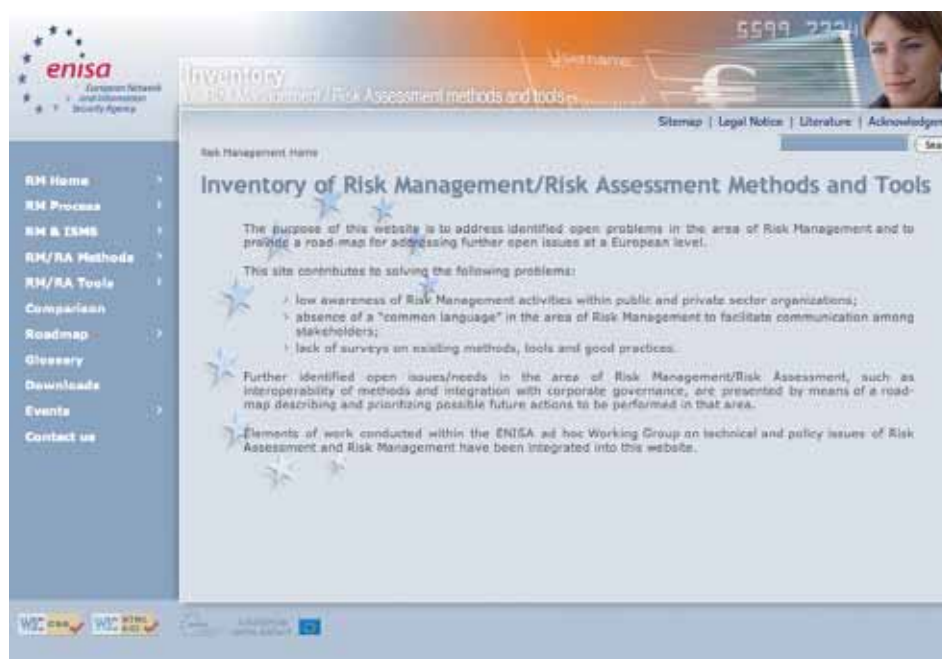 enisa
European Network
and Information
Security Agency
5599
Username:
Inventory
Risk Management / Risk Assessment methods and tools
Sitemap | Legal Notice | Literature | Acknowledgem
Risk Management Home
Sea
RM Home
RM Process
RM & ISMS
RM/RA Methods
RM/RA Tools
Comparison
Roadmap
Glossary
Downloads
Events
Contact us
Inventory of Risk Management/Risk Assessment Methods and Tools
The purpose of this website is to address identified open problems in the area of Risk Management and to
provide a road-map for addressing further open issues at a European level.
This site contributes to solving the following problems:
low awareness of Risk Management activities within public and private sector organizations;
absence of a "common language" in the area of Risk Management to facilitate communication among
stakeholders;
lack of surveys on existing methods, tools and good practices.
Further identified open issues/needs in the area of Risk Management/Risk Assessment, such as
interoperability of methods and integration with corporate governance, are presented by means of a road-
map describing and prioritizing possible future actions to be performed in that area.
Elements of work conducted within the ENISA ad hoc Working Group on technical and policy issues of Risk
Assessment and Risk Management have been integrated into this website.
W3C css W3C HTML